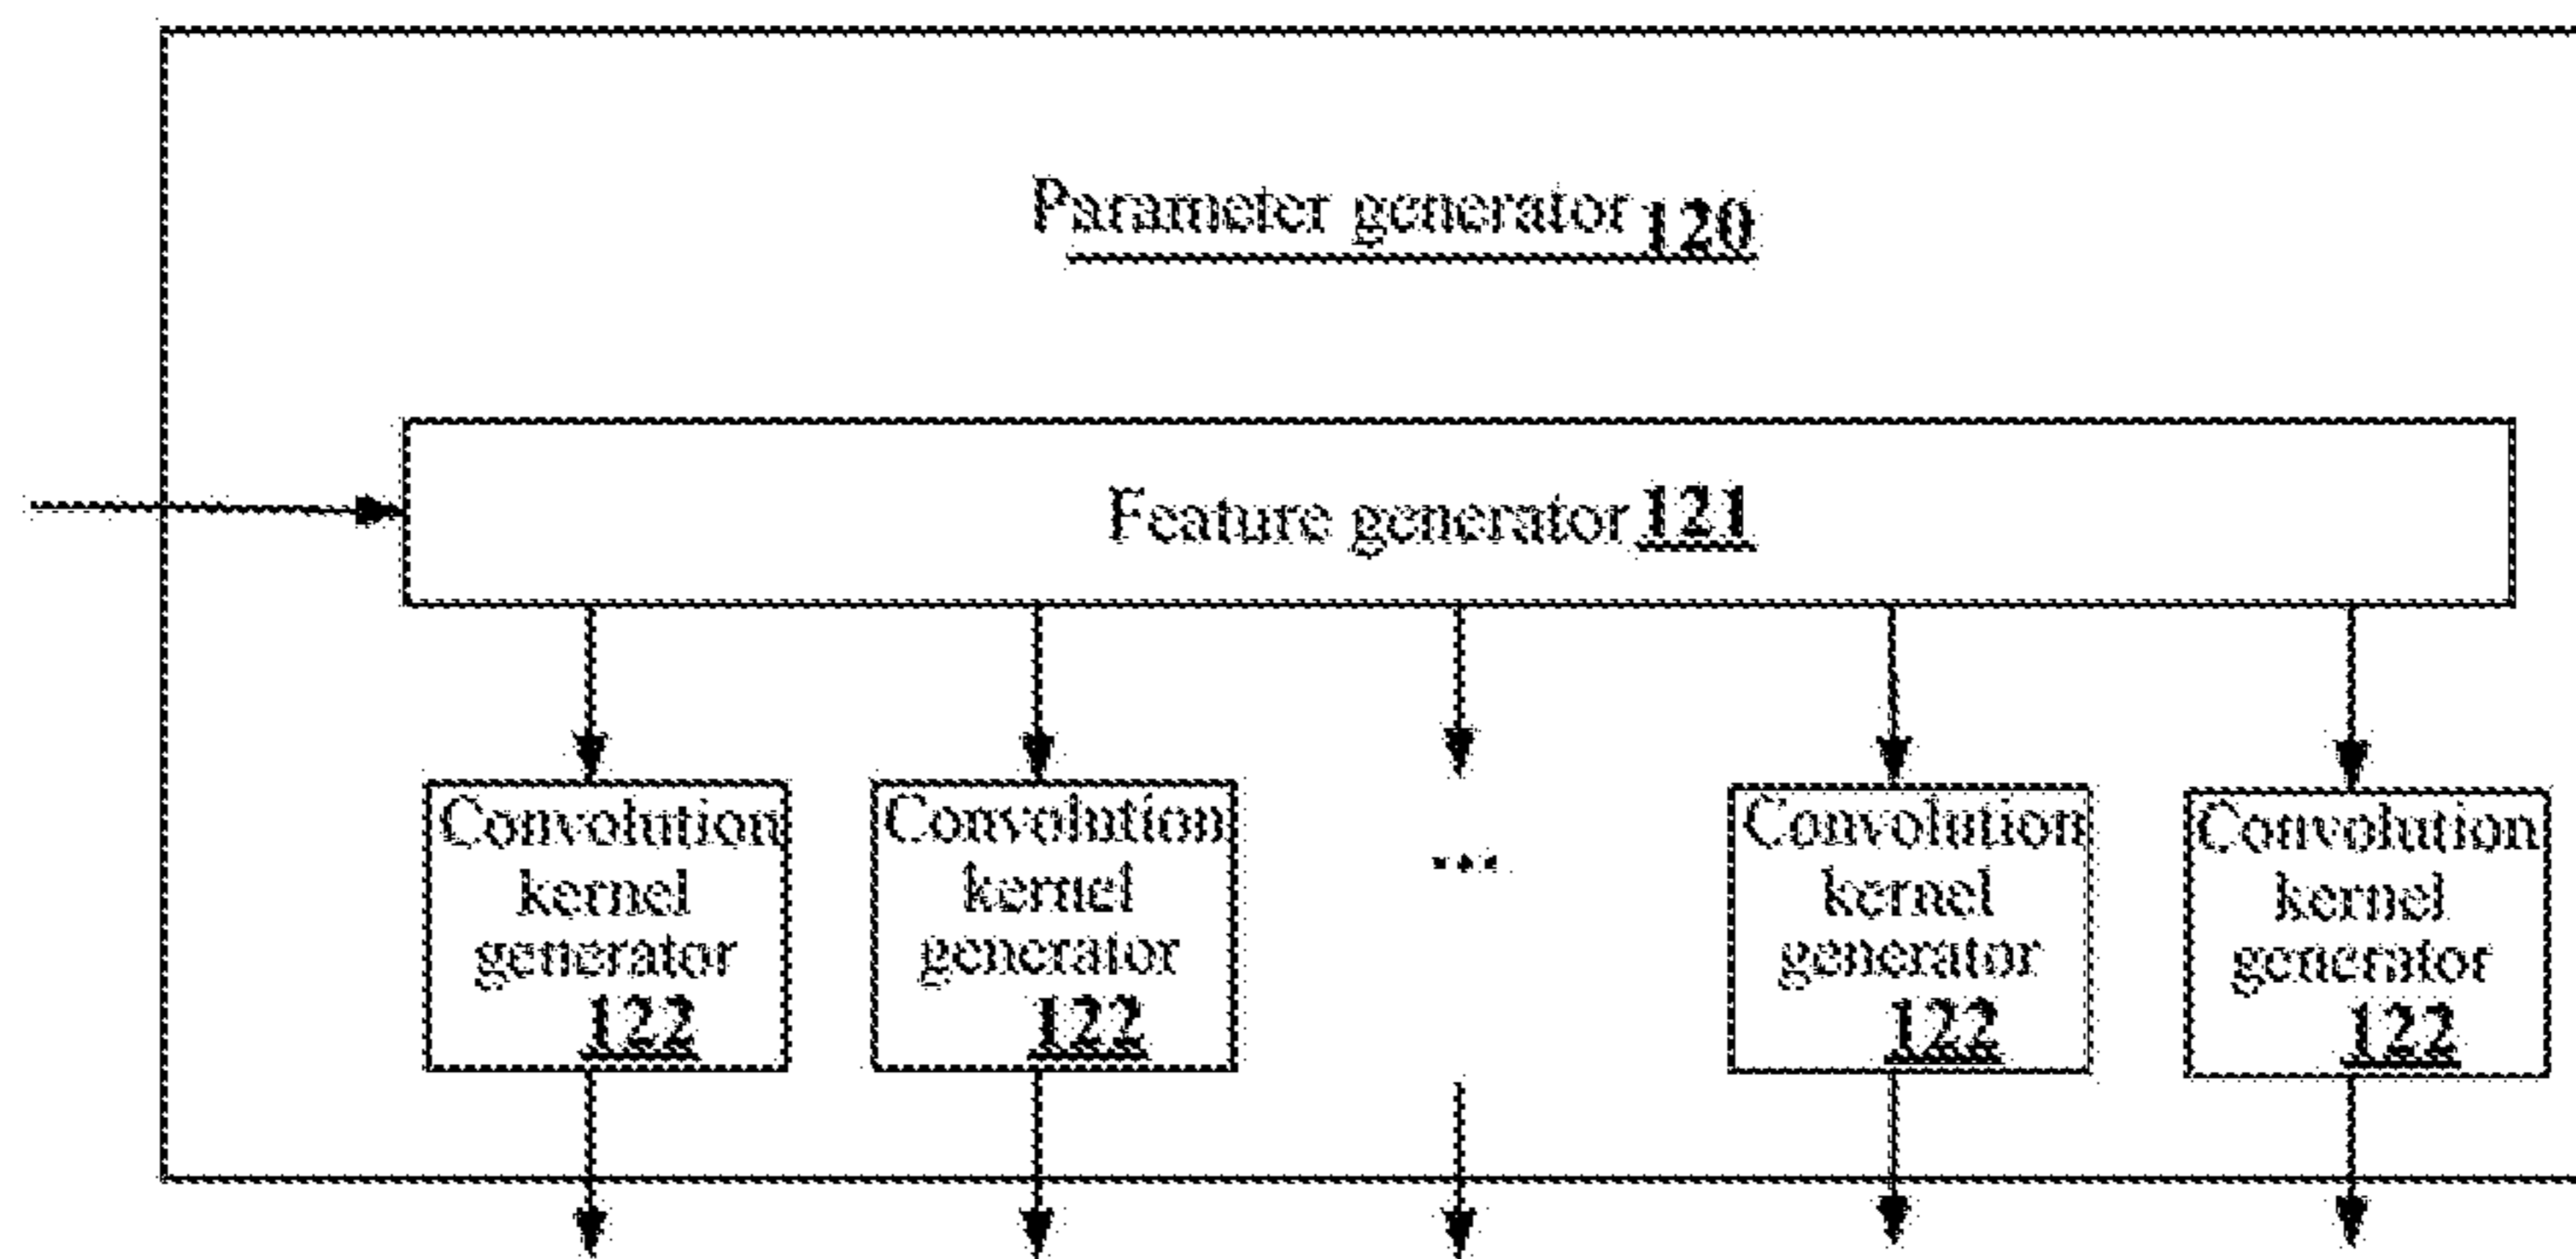 Parameter generator 120
Feature generator 121
Convolution
kernel
generator
122
Convolution
kernel
generator
122
...
Convolution
kernel
generator
122
Convolution
kernel
generator
122